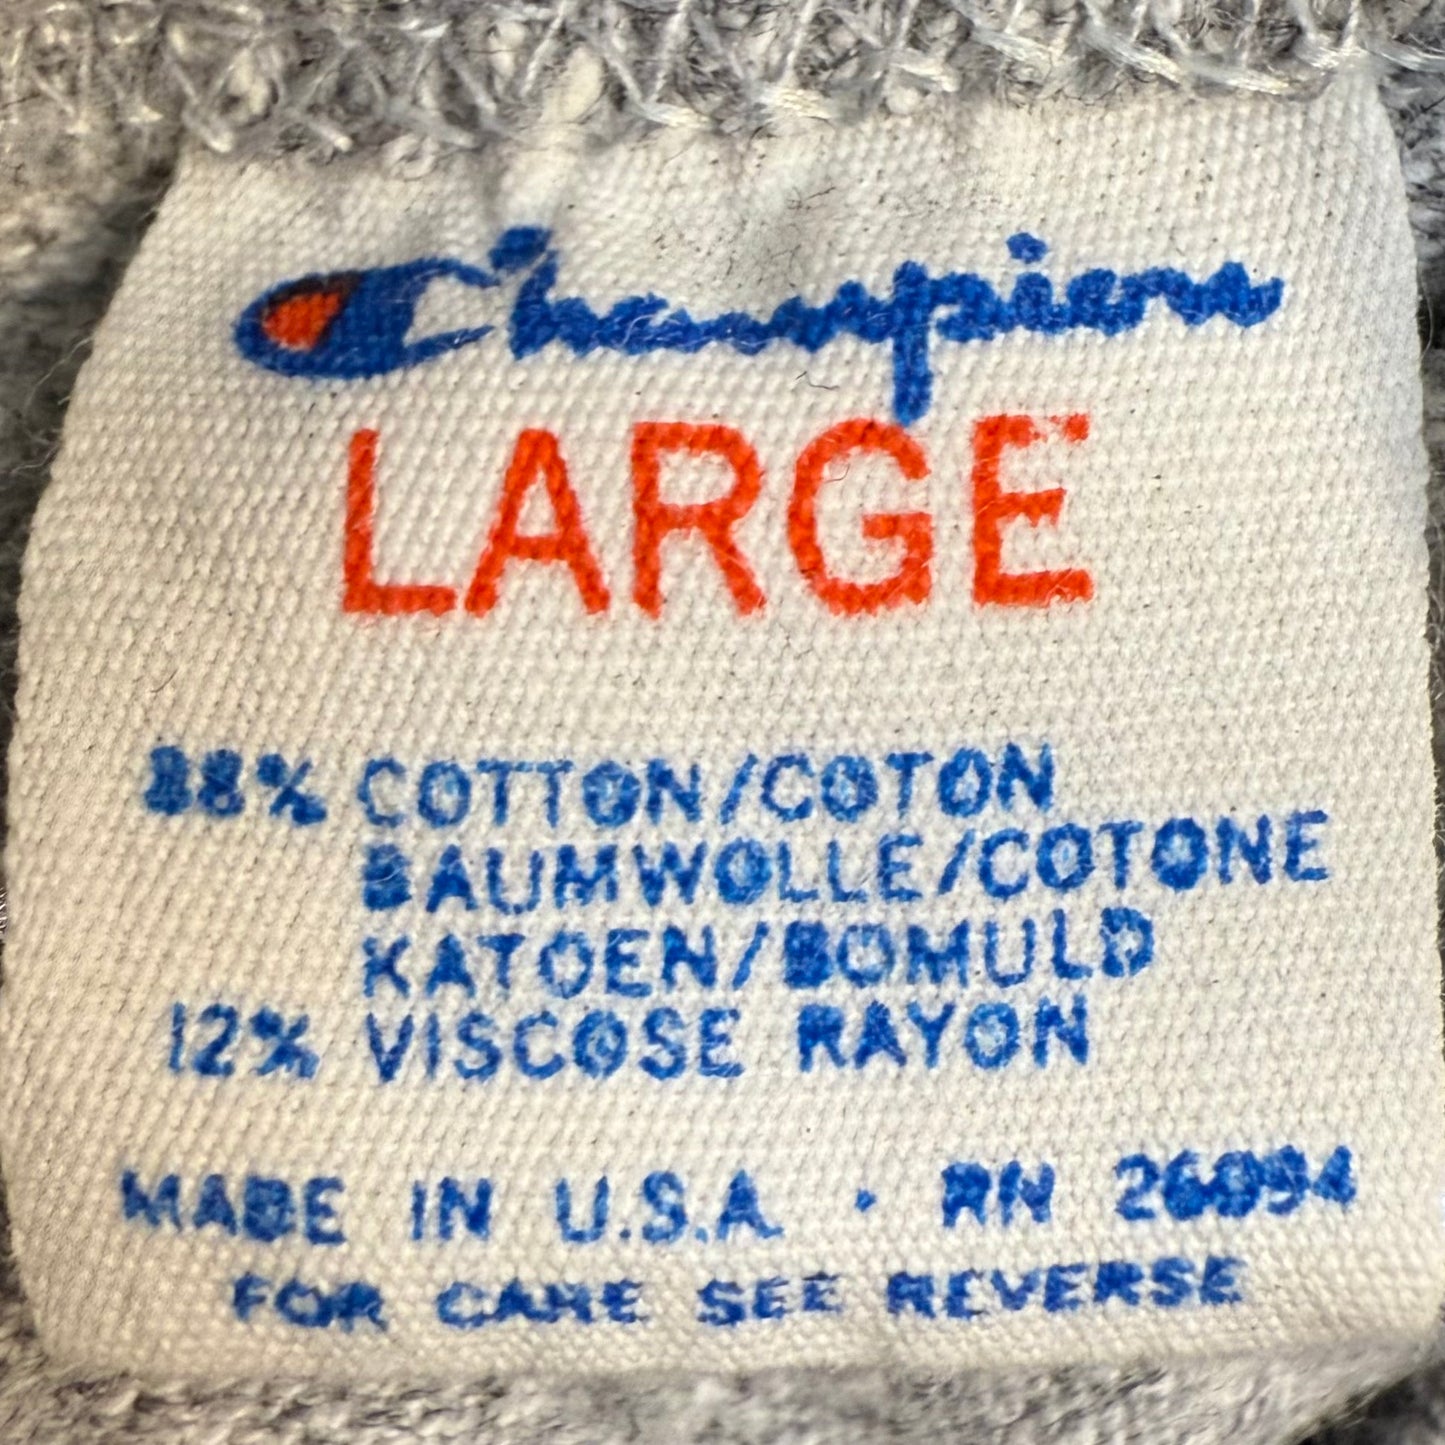 Champion
LARGE
88% COTTON/COTON
BAUMWOLLE/COTONE
KATOEN/BOMULD
12% VISCOSE RAYON
MADE IN U.S.A. · RN 26094
FOR CARE SEE REVERSE